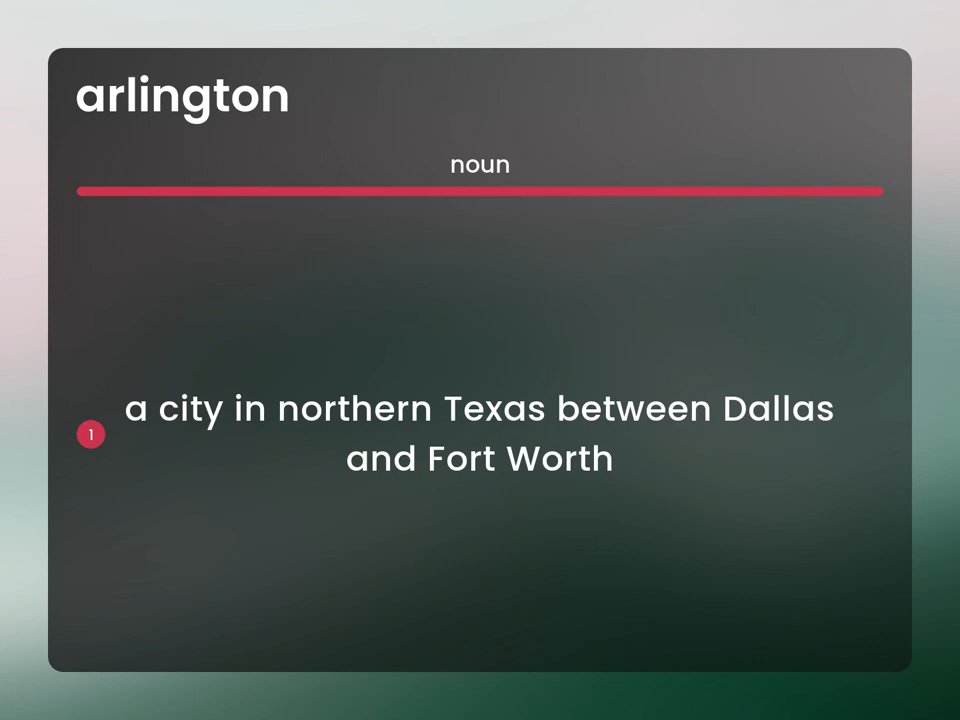 arlington
noun
1
a city in northern Texas between Dallas
and Fort Worth